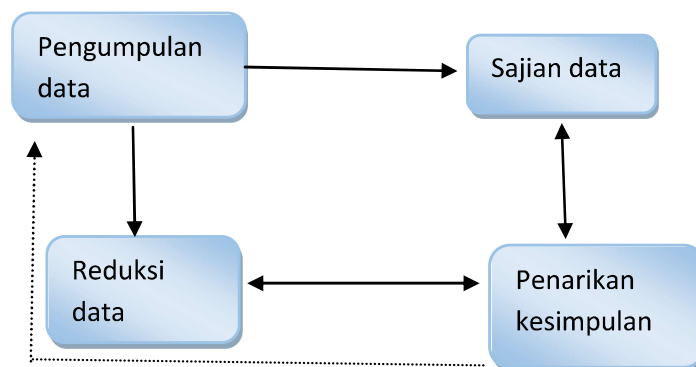 Pengumpulan
data
Sajian data
Reduksi
data
Penarikan
kesimpulan